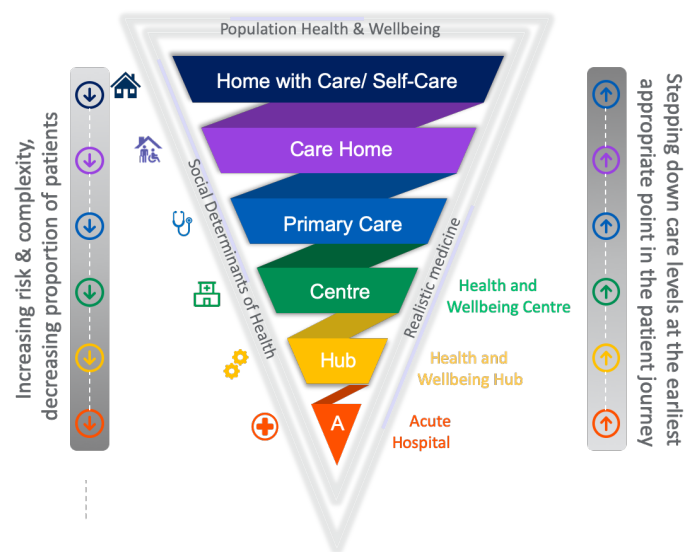 Population Health & Wellbeing
Home with Care/ Self-Care
Care Home
Primary Care
Centre
Hub
A
Increasing risk & complexity,
decreasing proportion of patients
Social Determinants of Health
Realistic medicine
Health and
Wellbeing Centre
Health and
Wellbeing Hub
Acute
Hospital
Stepping down care levels at the earliest
appropriate point in the patient journey